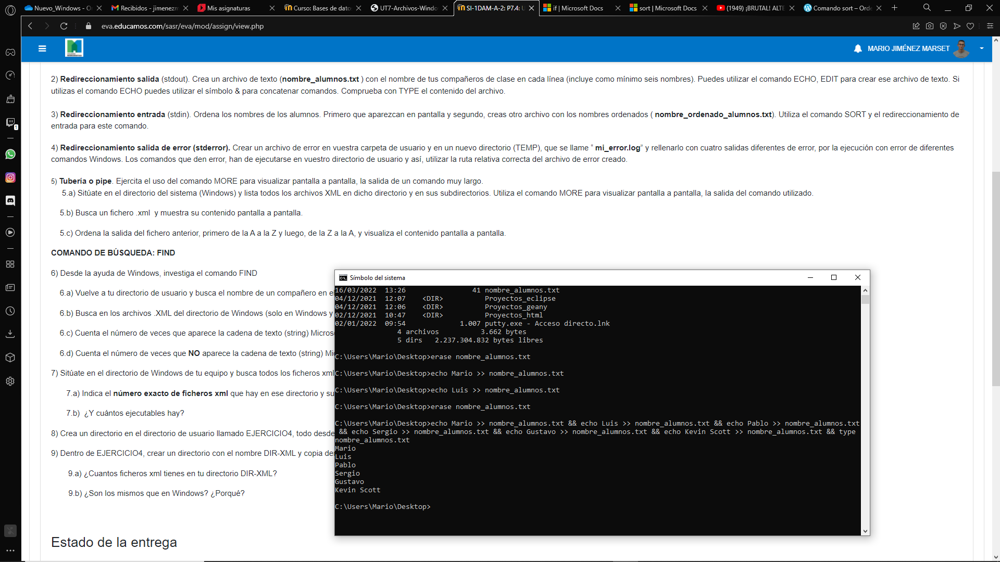 Nuevo_Windows - O
Recibidos - jimenezm
Mis asignaturas
Curso: Bases de dato
UT7-Archivos-Windo
SI-1DAM-A-2: P7.4: U
if | Microsoft Docs
sort | Microsoft Docs
(1949) ¡BRUTAL! ALTE
Comando sort – Orde
eva.educamos.com/sasr/eva/mod/assign/view.php
MARIO JIMÉNEZ MARSET
2) Redireccionamiento salida (stdout). Crea un archivo de texto (nombre_alumnos.txt ) con el nombre de tus compañeros de clase en cada línea (incluye como mínimo seis nombres). Puedes utilizar el comando ECHO, EDIT para crear ese archivo de texto. Si
utilizas el comando ECHO puedes utilizar el símbolo & para concatenar comandos. Comprueba con TYPE el contenido del archivo.
3) Redireccionamiento entrada (stdin). Ordena los nombres de los alumnos. Primero que aparezcan en pantalla y segundo, creas otro archivo con los nombres ordenados ( nombre_ordenado_alumnos.txt). Utiliza el comando SORT y el redireccionamiento de
entrada para este comando.
4) Redireccionamiento salida de error (stderror). Crear un archivo de error en vuestra carpeta de usuario y en un nuevo directorio (TEMP), que se llame “ mi_error.log” y rellenarlo con cuatro salidas diferentes de error, por la ejecución con error de diferentes
comandos Windows. Los comandos que den error, han de ejecutarse en vuestro directorio de usuario y así, utilizar la ruta relativa correcta del archivo de error creado.
5) Tubería o pipe. Ejercita el uso del comando MORE para visualizar pantalla a pantalla, la salida de un comando muy largo.
5.a) Sitúate en el directorio del sistema (Windows) y lista todos los archivos XML en dicho directorio y en sus subdirectorios. Utiliza el comando MORE para visualizar pantalla a pantalla, la salida del comando utilizado.
5.b) Busca un fichero .xml  y muestra su contenido pantalla a pantalla.
5.c) Ordena la salida del fichero anterior, primero de la A a la Z y luego, de la Z a la A, y visualiza el contenido pantalla a pantalla.
COMANDO DE BÚSQUEDA: FIND
6) Desde la ayuda de Windows, investiga el comando FIND
6.a) Vuelve a tu directorio de usuario y busca el nombre de un compañero en el
6.b) Busca en los archivos .XML del directorio de Windows (solo en Windows y
6.c) Cuenta el número de veces que aparece la cadena de texto (string) Micros
6.d) Cuenta el número de veces que NO aparece la cadena de texto (string) Mi
7) Sitúate en el directorio de Windows de tu equipo y busca todos los ficheros xml
7.a) Indica el número exacto de ficheros xml que hay en ese directorio y su
7.b)  ¿Y cuántos ejecutables hay?
8) Crea un directorio en el directorio de usuario llamado EJERCICIO4, todo desde
9) Dentro de EJERCICIO4, crear un directorio con el nombre DIR-XML y copia de
9.a) ¿Cuantos ficheros xml tienes en tu directorio DIR-XML?
9.b) ¿Son los mismos que en Windows? ¿Porqué?
Estado de la entrega
1
Símbolo del sistema
16/03/2022  13:26                41 nombre_alumnos.txt
04/12/2021  12:07    <DIR>          Proyectos_eclipse
04/12/2021  12:06    <DIR>          Proyectos_geany
02/12/2021  10:47    <DIR>          Proyectos_html
02/01/2022  09:54             1.007 putty.exe - Acceso directo.lnk
4 archivos          3.662 bytes
5 dirs   2.237.304.832 bytes libres
C:\Users\Mario\Desktop>erase nombre_alumnos.txt
C:\Users\Mario\Desktop>echo Mario >> nombre_alumnos.txt
C:\Users\Mario\Desktop>echo Luis >> nombre_alumnos.txt
C:\Users\Mario\Desktop>erase nombre_alumnos.txt
C:\Users\Mario\Desktop>echo Mario >> nombre_alumnos.txt && echo Luis >> nombre_alumnos.txt && echo Pablo >> nombre_alumnos.txt
&& echo Sergio >> nombre_alumnos.txt && echo Gustavo >> nombre_alumnos.txt && echo Kevin Scott >> nombre_alumnos.txt && type
nombre_alumnos.txt
Mario
Luis
Pablo
Sergio
Gustavo
Kevin Scott
C:\Users\Mario\Desktop>